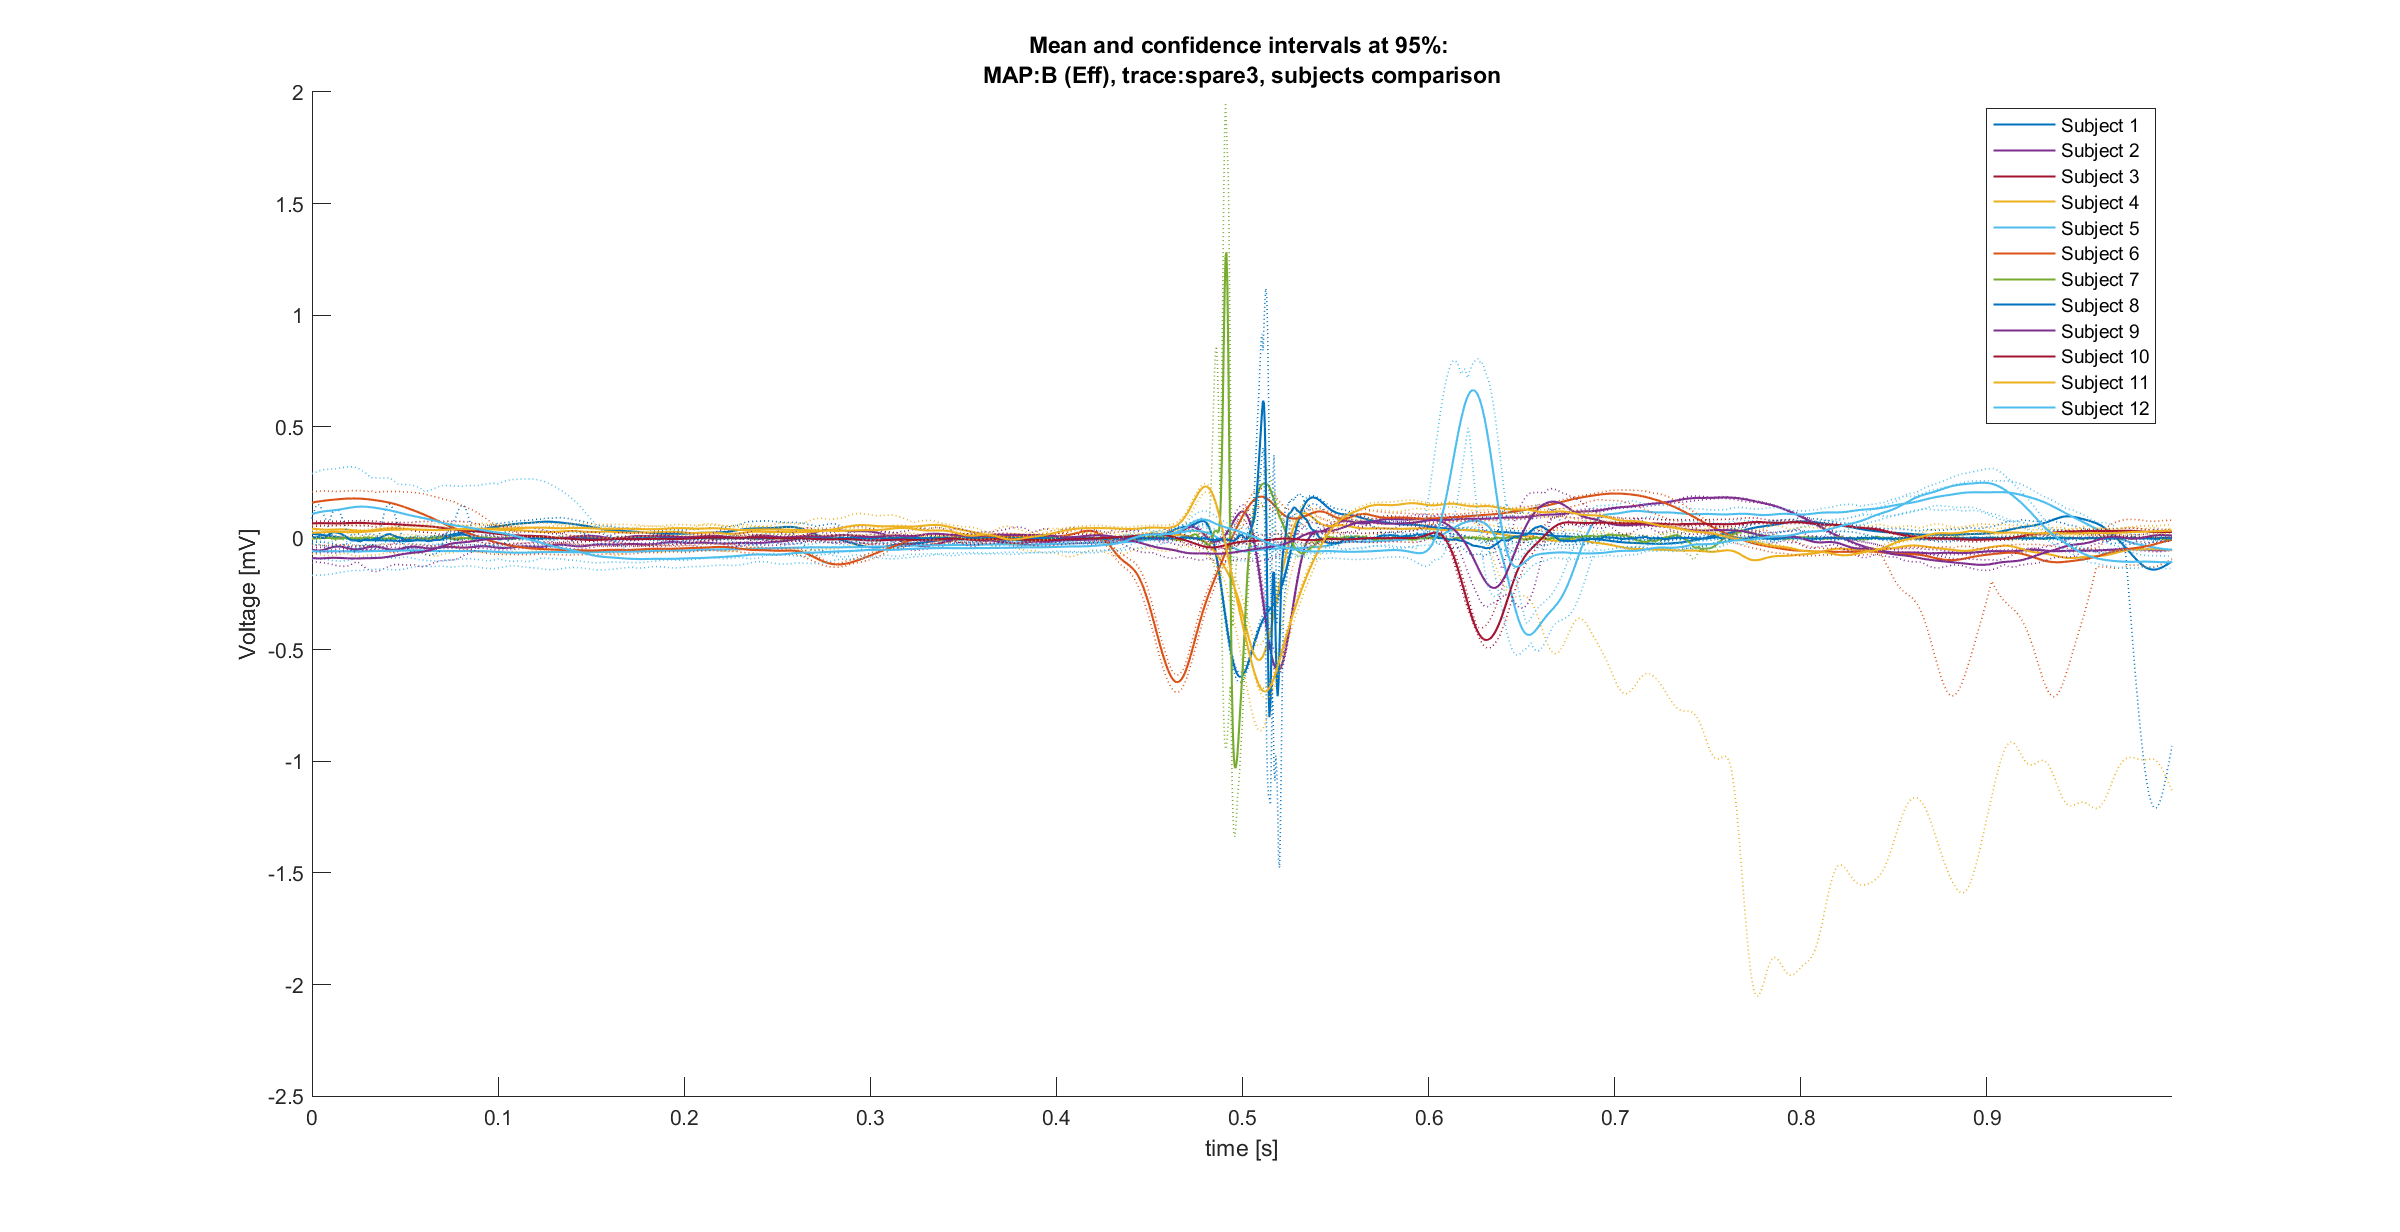 Mean and confidence intervals at 95%:
MAP:B (Eff), trace:spare3, subjects comparison
2
1.5
1
0.5
0
-0.5
-1
-1.5
-2
-2.5
Voltage [mV]
Subject 1
Subject 2
Subject 3
Subject 4
Subject 5
Subject 6
Subject 7
Subject 8
Subject 9
Subject 10
Subject 11
Subject 12
0 0.1 0.2 0.3 0.4 0.5 0.6 0.7 0.8 0.9
time [s]